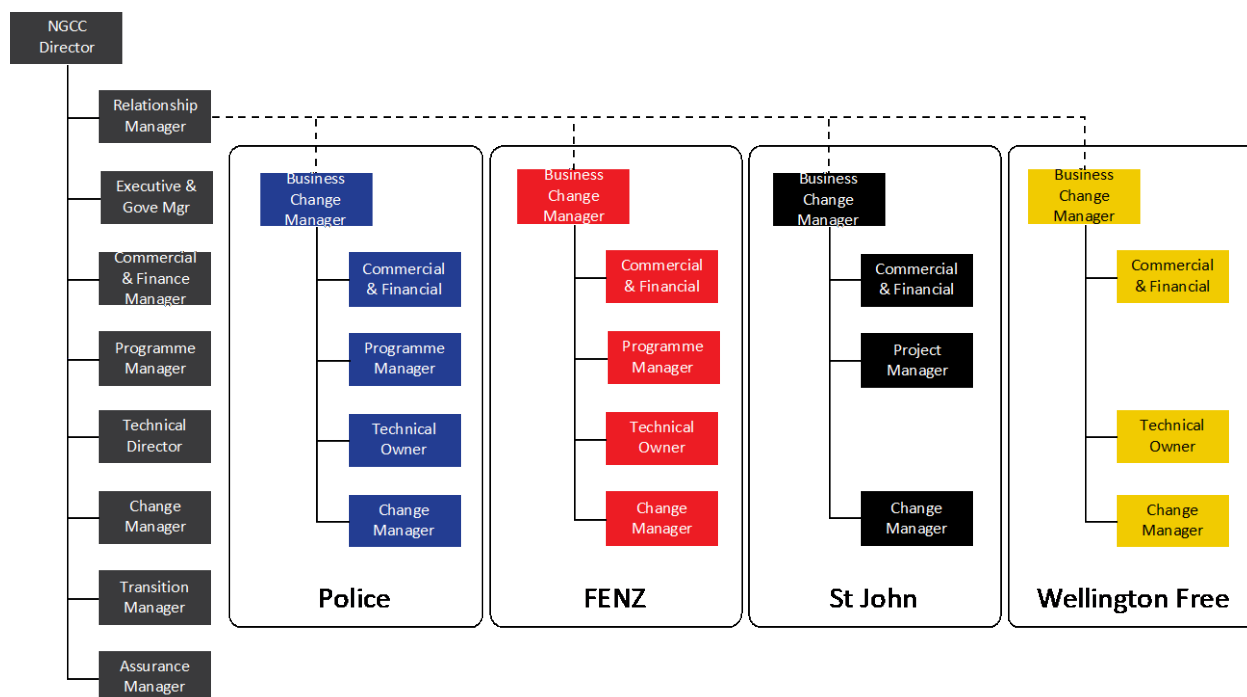 NGCC
Director
Relationship
Manager
Executive &
Gove Mgr
Commercial
& Finance
Manager
Programme
Manager
Technical
Director
Change
Manager
Transition
Manager
Assurance
Manager
Business
Change
Manager
Commercial
& Financial
Programme
Manager
Technical
Owner
Change
Manager
Police
Business
Change
Manager
Commercial
& Financial
Programme
Manager
Technical
Owner
Change
Manager
FENZ
Business
Change
Manager
Commercial
& Financial
Project
Manager
Change
Manager
St John
Business
Change
Manager
Commercial
& Financial
Technical
Owner
Change
Manager
Wellington Free